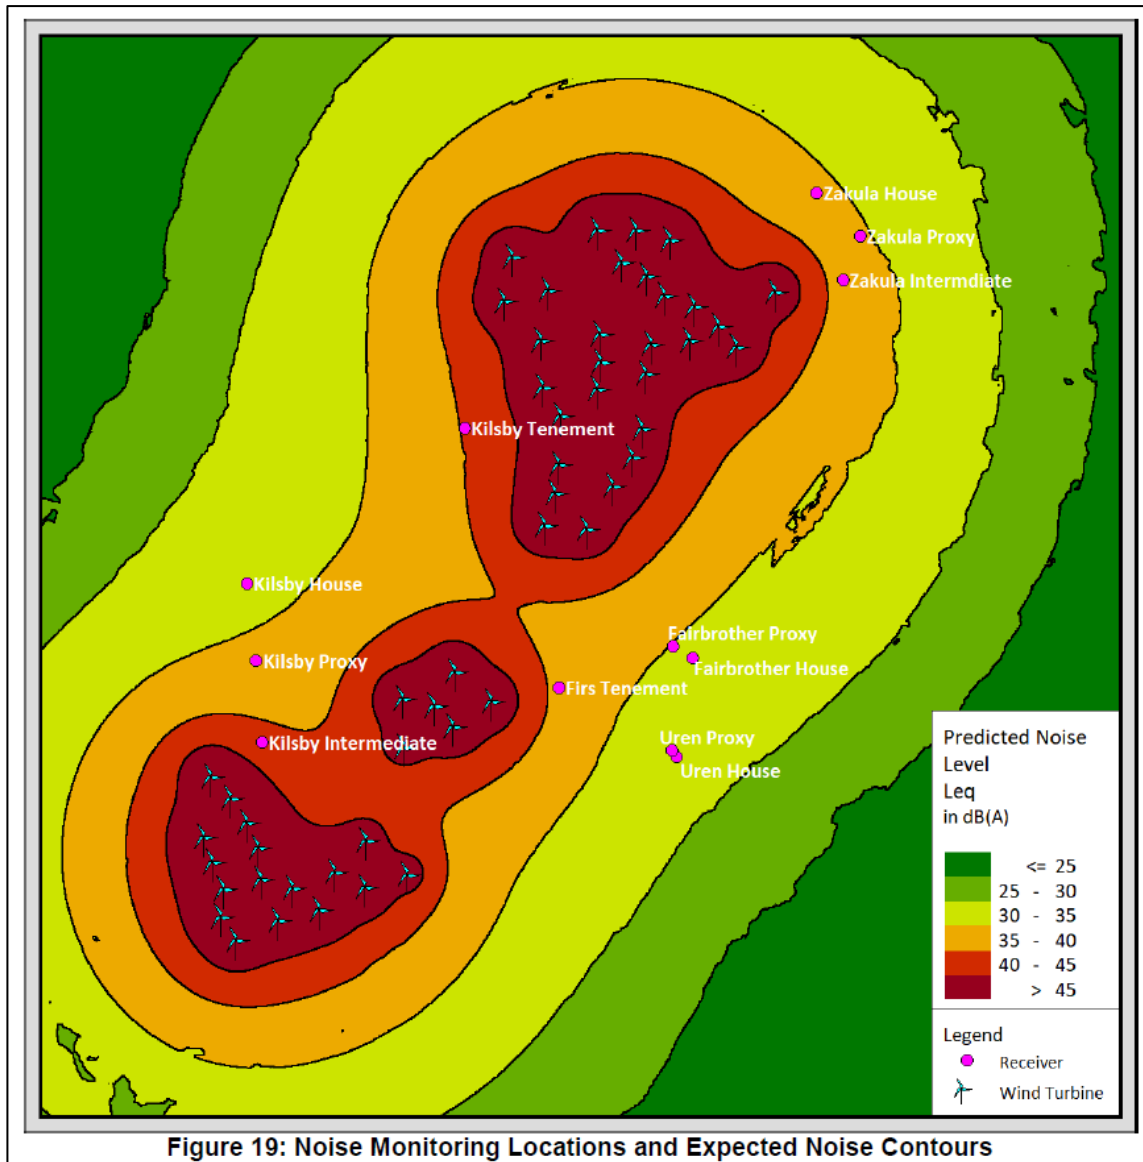 Zakula House
Zakula Proxy
Zakula Intermdiate
Kilsby Tenement
Kilsby House
Fairbrother Proxy
Kilsby Proxy
Fairbrother House
Firs Tenement
Kilsby Intermediate
Uren Proxy
Uren House
Predicted Noise
Level
Leq
in dB(A)
<= 25
25 - 30
30 - 35
35 - 40
40 - 45
> 45
Legend
Receiver
Wind Turbine
Figure 19: Noise Monitoring Locations and Expected Noise Contours